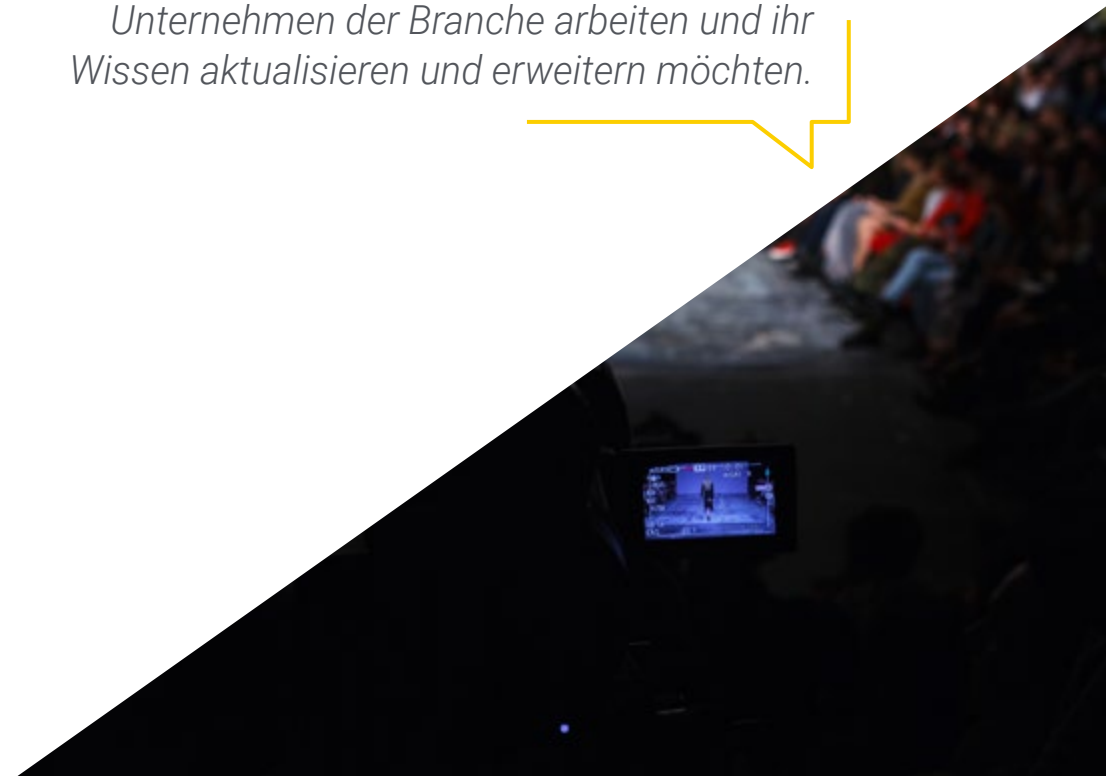 Unternehmen der Branche arbeiten und ihr
Wissen aktualisieren und erweitern möchten.